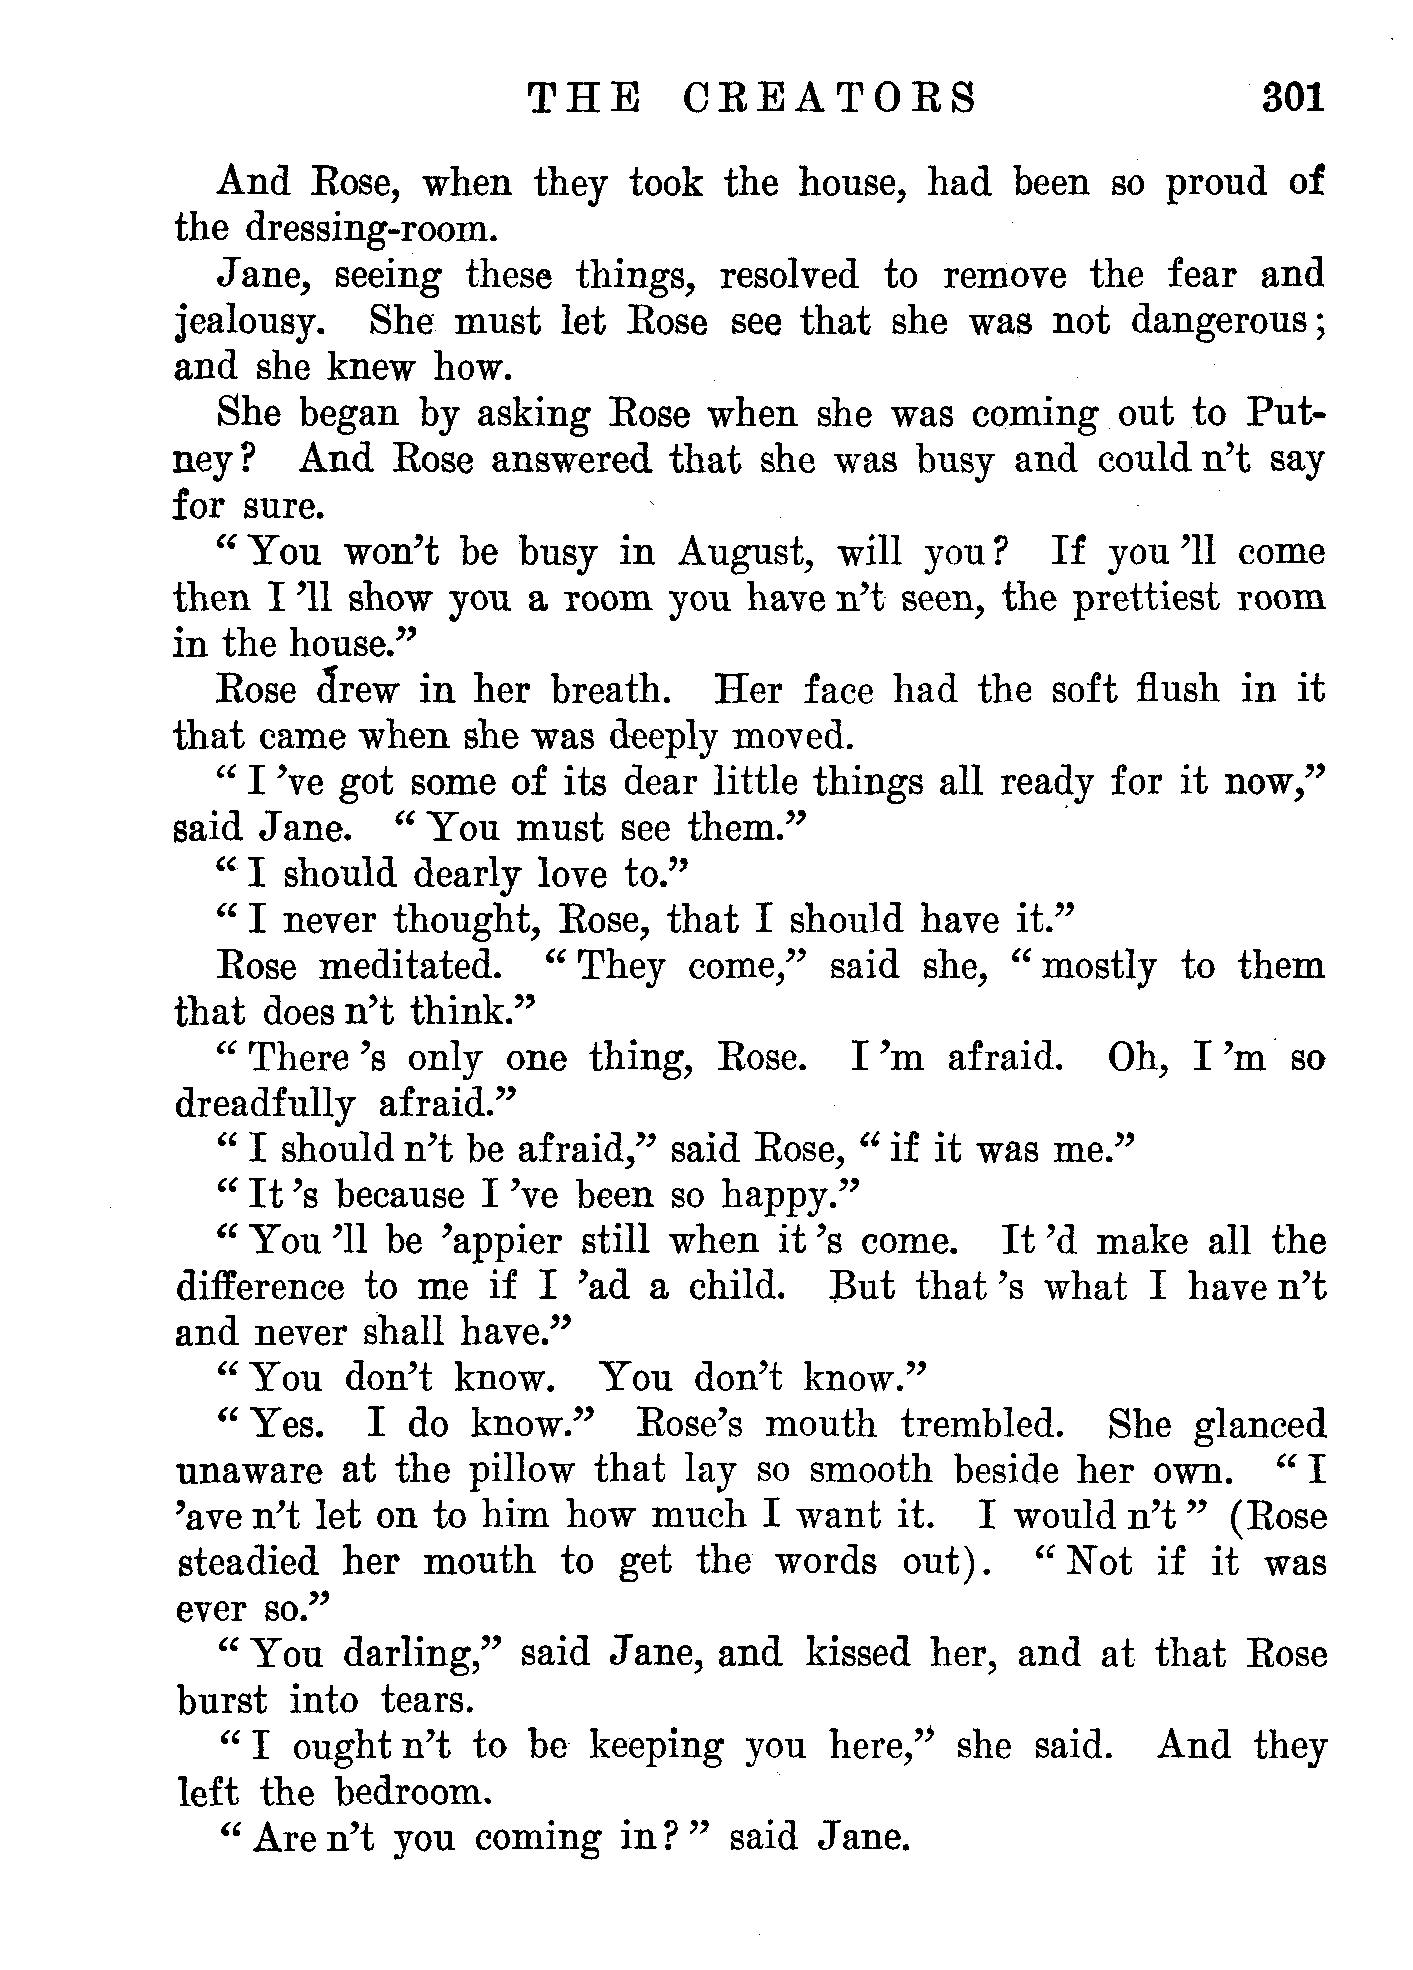 THE CREATORS 301
And Rose, when they took the house, had been so proud of
the dressing-room.
Jane, seeing these things, resolved to remove the fear and
jealousy. She must let Rose see that she was not dangerous;
and she knew how.
She began by asking Rose when she was coming out to Put-
ney? And Rose answered that she was busy and could n't say
for sure.
" You won't be busy in August, will you? If you 'll come
then I 'll show you a room you have n't seen, the prettiest room
in the house."
Rose drew in her breath. Her face had the soft flush in it
that came when she was deeply moved.
" I 've got some of its dear little things all ready for it now,"
said Jane. " You must see them."
" I should dearly love to."
" I never thought, Rose, that I should have it."
Rose meditated. " They come," said she, " mostly to them
that does n't think."
" There 's only one thing, Rose. I 'm afraid. Oh, I 'm so
dreadfully afraid."
" I should n't be afraid," said Rose, " if it was me."
" It 's because I 've been so happy."
" You 'll be 'appier still when it 's come. It 'd make all the
difference to me if I 'ad a child. But that 's what I have n't
and never shall have."
" You don't know. You don't know."
" Yes. I do know." Rose's mouth trembled. She glanced
unaware at the pillow that lay so smooth beside her own. " I
'ave n't let on to him how much I want it. I would n't " (Rose
steadied her mouth to get the words out). " Not if it was
ever so."
" You darling," said Jane, and kissed her, and at that Rose
burst into tears.
" I ought n't to be keeping you here," she said. And they
left the bedroom.
" Are n't you coming in? " said Jane.